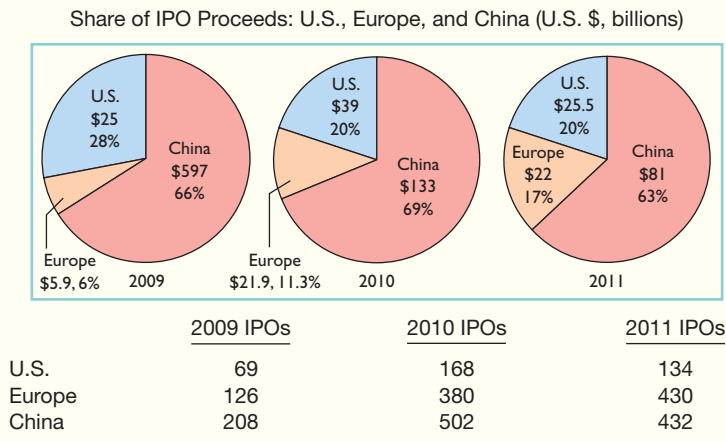 Share of IPO Proceeds: U.S., Europe, and China (U.S. $, billions)
U.S.
$25
28%
China
$597
66%
Europe
$5.9, 6%
2009
U.S.
$39
20%
China
$133
69%
Europe
$21.9, 11.3%
2010
U.S.
$25.5
20%
Europe
$22
17%
China
$81
63%
2011
2009 IPOs 2010 IPOs 2011 IPOs
U.S. 69 168 134
Europe 126 380 430
China 208 502 432